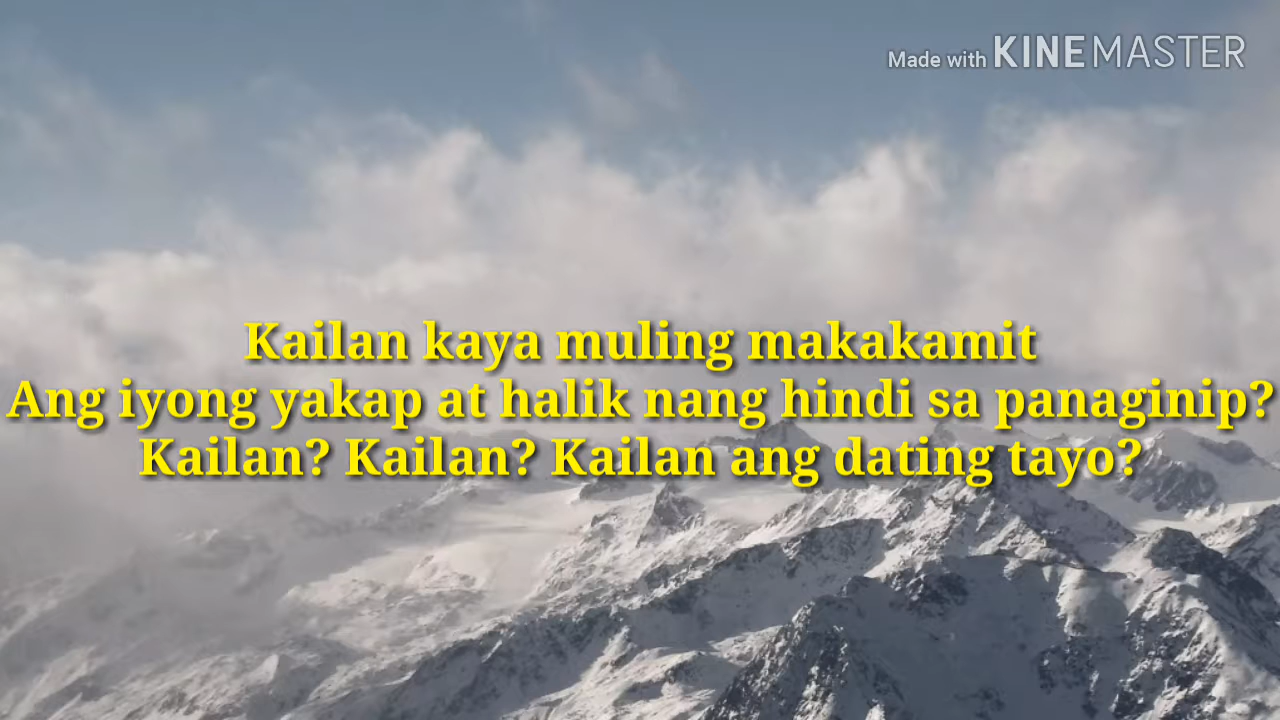 Made with KINEMASTER
Kailan kaya muling makakamit
Ang iyong yakap at halik nang hindi sa panaginip?
Kailan? Kailan? Kailan ang dating tayo?